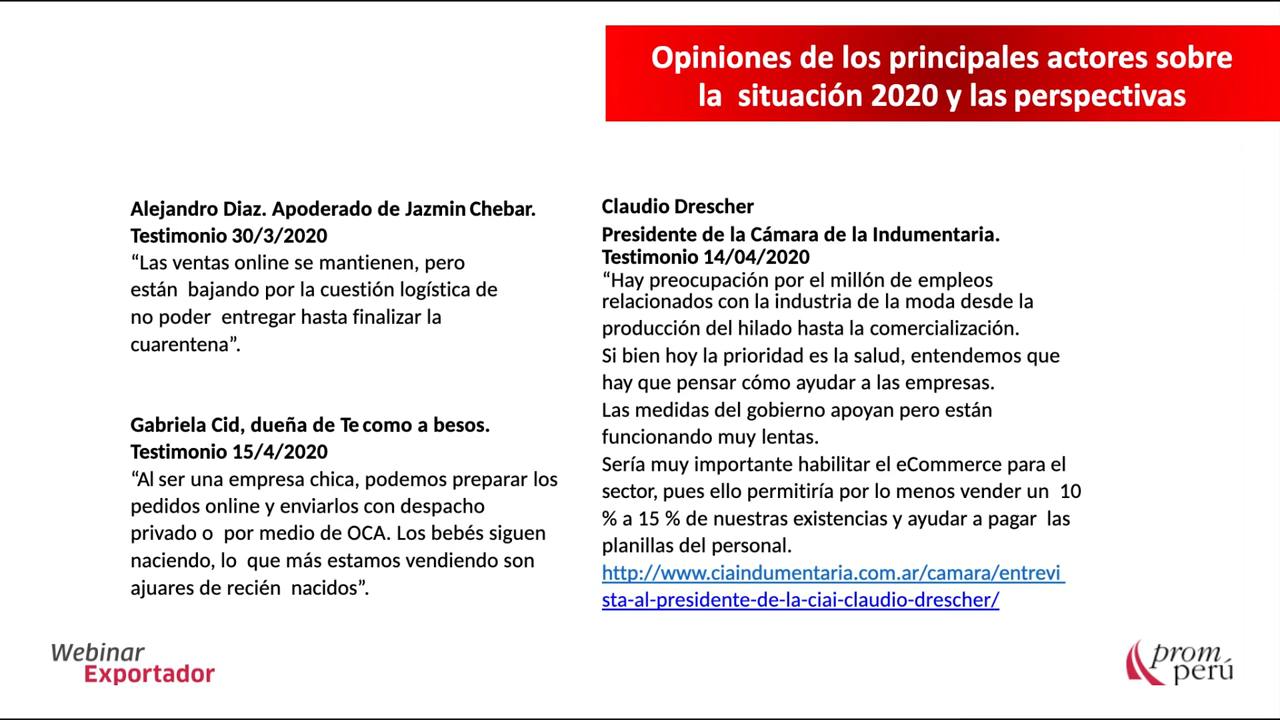 Opiniones de los principales actores sobre
la situación 2020 y las perspectivas
Alejandro Diaz. Apoderado de Jazmin Chebar.
Testimonio 30/3/2020
“Las ventas online se mantienen, pero
están bajando por la cuestión logística de
no poder entregar hasta finalizar la
cuarentena”.
Gabriela Cid, dueña de Te como a besos.
Testimonio 15/4/2020
“Al ser una empresa chica, podemos preparar los
pedidos online y enviarlos con despacho
privado o por medio de OCA. Los bebés siguen
naciendo, lo que más estamos vendiendo son
ajuares de recién nacidos”.
Claudio Drescher
Presidente de la Cámara de la Indumentaria.
Testimonio 14/04/2020
“Hay preocupación por el millón de empleos
relacionados con la industria de la moda desde la
producción del hilado hasta la comercialización.
Si bien hoy la prioridad es la salud, entendemos que
hay que pensar cómo ayudar a las empresas.
Las medidas del gobierno apoyan pero están
funcionando muy lentas.
Sería muy importante habilitar el eCommerce para el
sector, pues ello permitiría por lo menos vender un 10
% a 15 % de nuestras existencias y ayudar a pagar las
planillas del personal.
http://www.ciaindumentaria.com.ar/camara/entrevi
sta-al-presidente-de-la-ciai-claudio-drescher/
Webinar
Exportador
prom
perú